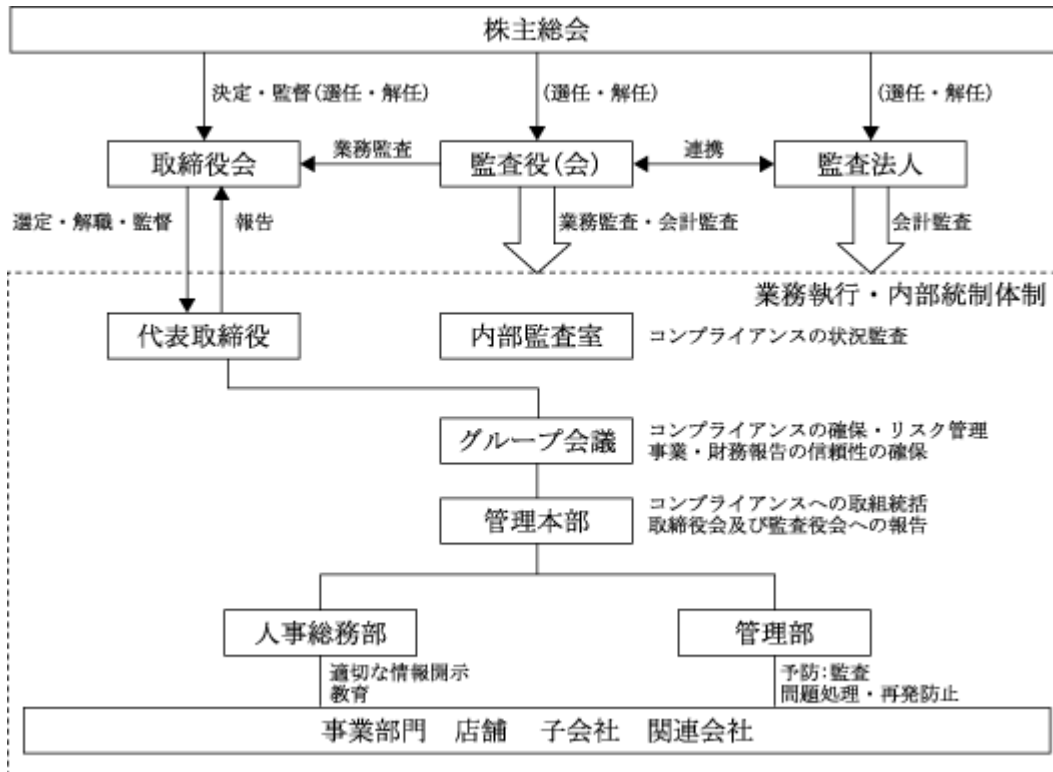 株主総会
決定・監督(選任・解任)
(選任・解任)
(選任・解任)
取締役会
業務監査
監査役(会)
連携
監査法人
選定・解職・監督
報告
業務監査・会計監査
会計監査
業務執行・内部統制体制
代表取締役
内部監査室
コンプライアンスの状況監査
グループ会議
コンプライアンスの確保・リスク管理
事業・財務報告の信頼性の確保
管理本部
コンプライアンスへの取組統括
取締役会及び監査役会への報告
人事総務部
管理部
適切な情報開示
教育
予防:監査
問題処理・再発防止
事業部門 店舗 子会社 関連会社